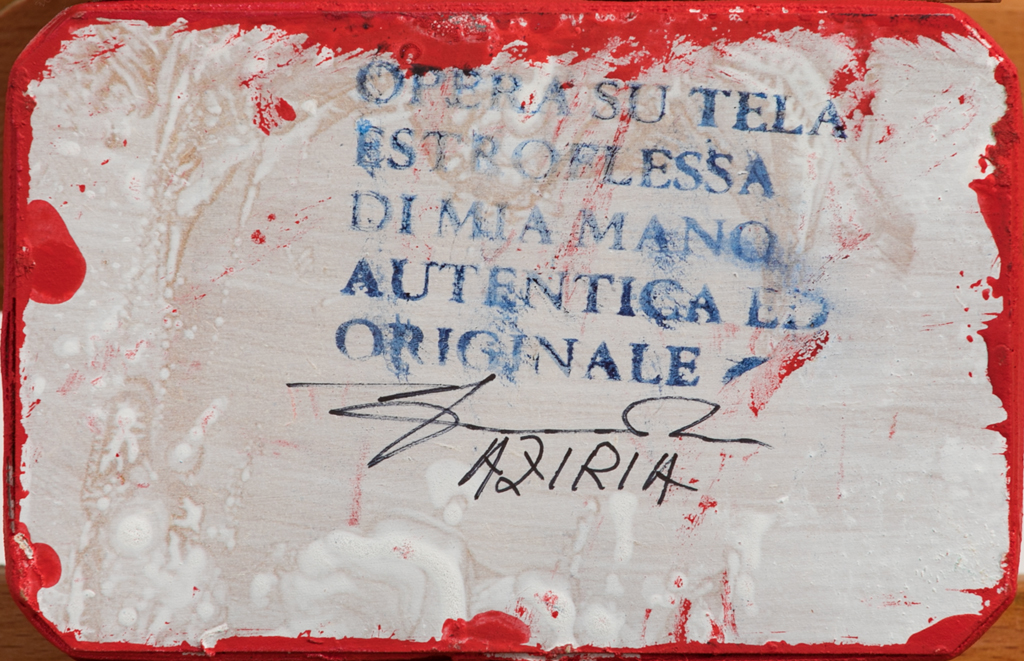 OPERA SU TELA
ESTROFLESSA
DI MIA MANO
AUTENTICA ED
ORIGINALE
AZIRIA